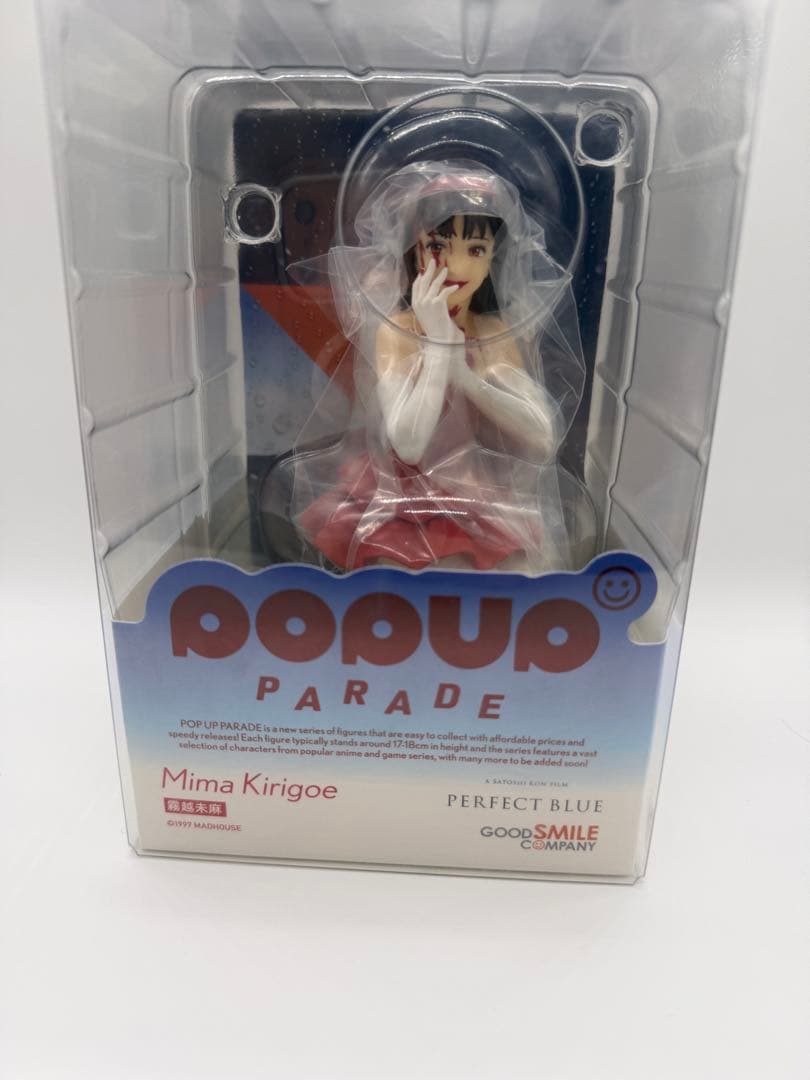 POPUP
PARADE
POP UP PARADE is a new series of figures that are easy to collect with affordable prices and
speedy releases! Each figure typically stands around 17-18cm in height and the series features a vast
selection of characters from popular anime and game series, with many more to be added soon!
Mima Kirigoe
霧越未麻
©1997 MADHOUSE
A SATOSHI KON FILM
PERFECT BLUE
GOOD SMILE
COMPANY